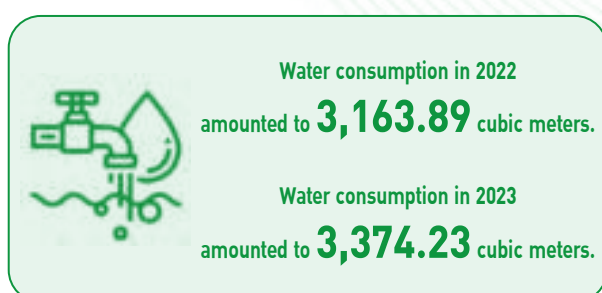 Water consumption in 2022
amounted to 3,163.89 cubic meters.
Water consumption in 2023
amounted to 3,374.23 cubic meters.